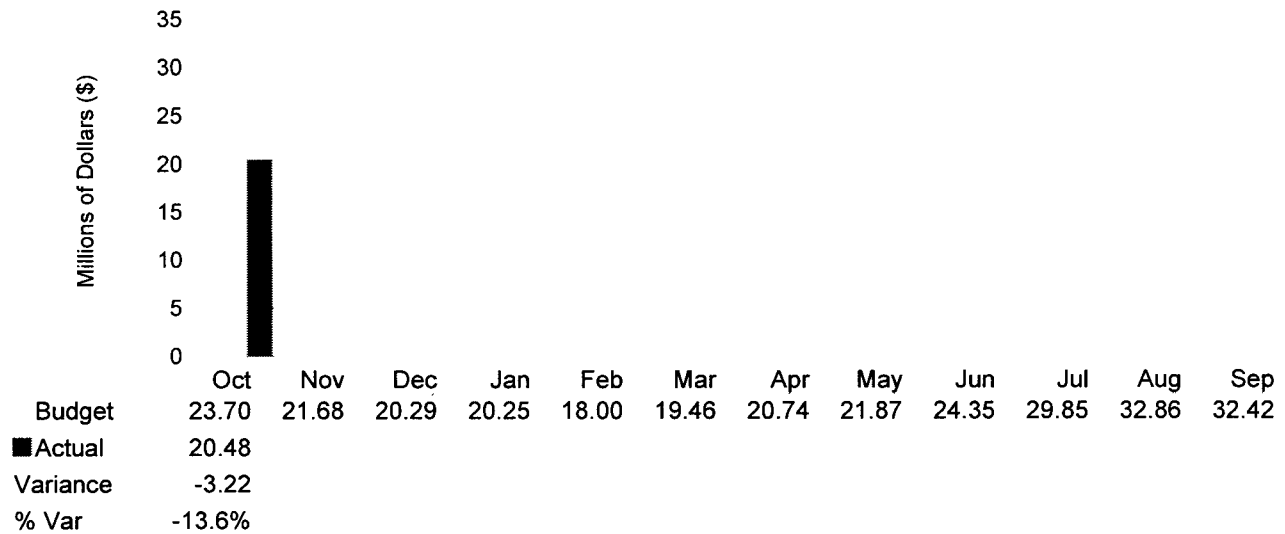 Millions of Dollars ($)
35
30
25
20
15
10
5
0
Oct Nov Dec Jan Feb Mar Apr May Jun Jul Aug Sep
Budget 23.70 21.68 20.29 20.25 18.00 19.46 20.74 21.87 24.35 29.85 32.86 32.42
Actual 20.48
Variance -3.22
% Var -13.6%